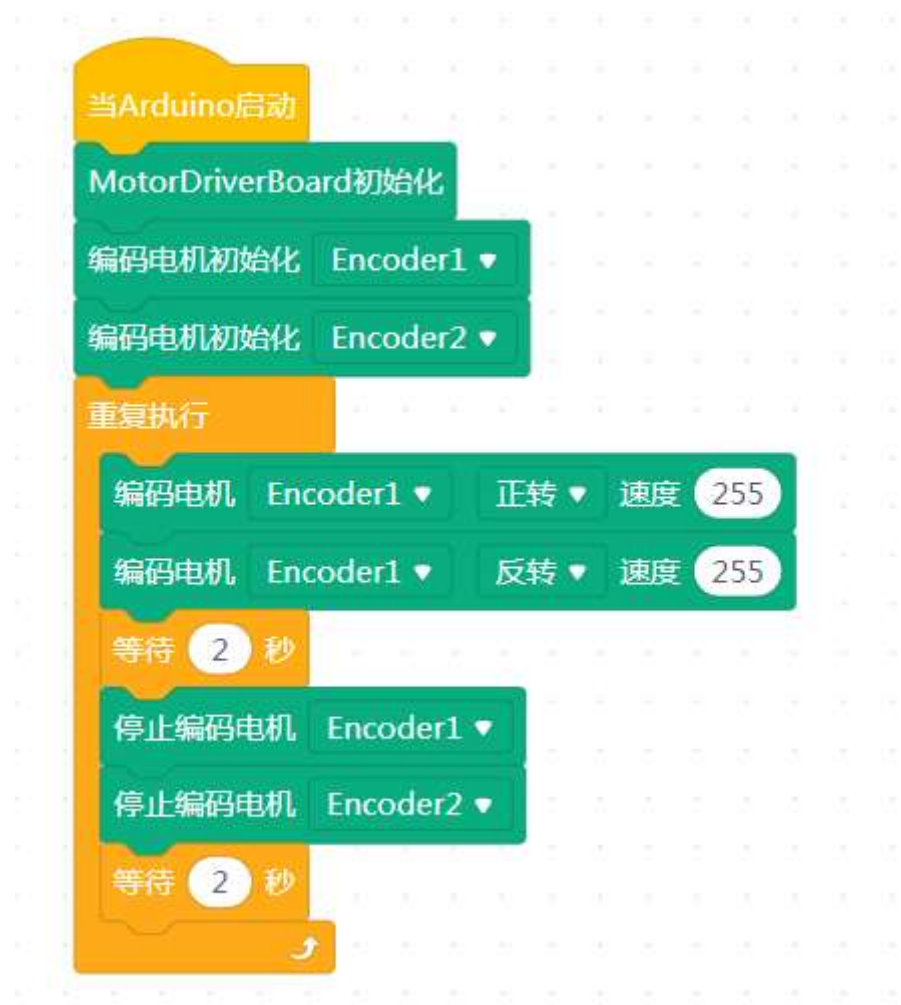 当Arduino启动
MotorDriverBoard初始化
编码电机初始化 Encoder1
编码电机初始化 Encoder2
重复执行
编码电机 Encoder1 正转 速度 255
编码电机 Encoder1 反转 速度 255
等待 2 秒
停止编码电机 Encoder1
停止编码电机 Encoder2
等待 2 秒